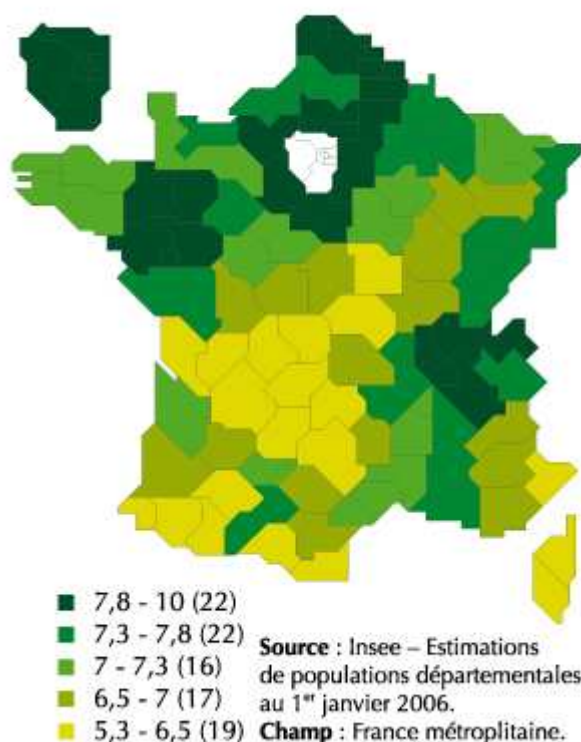 7,8 - 10 (22)
7,3 - 7,8 (22)
7 - 7,3 (16)
6,5 - 7 (17)
5,3 - 6,5 (19)
Source : Insee – Estimations
de populations départementales
au 1er janvier 2006.
Champ : France métroplitaine.